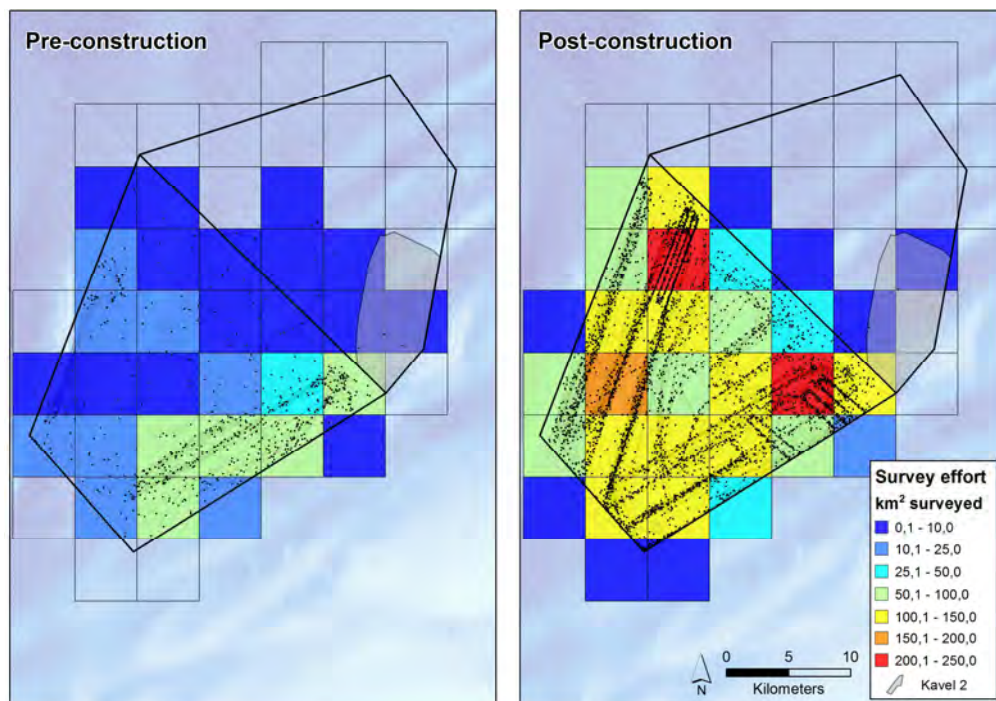 Pre-construction
Post-construction
Survey effort
km² surveyed
0,1 - 10,0
10,1 - 25,0
25,1 - 50,0
50,1 - 100,0
100,1 - 150,0
150,1 - 200,0
200,1 - 250,0
Kavel 2
N
0 5 10
Kilometers